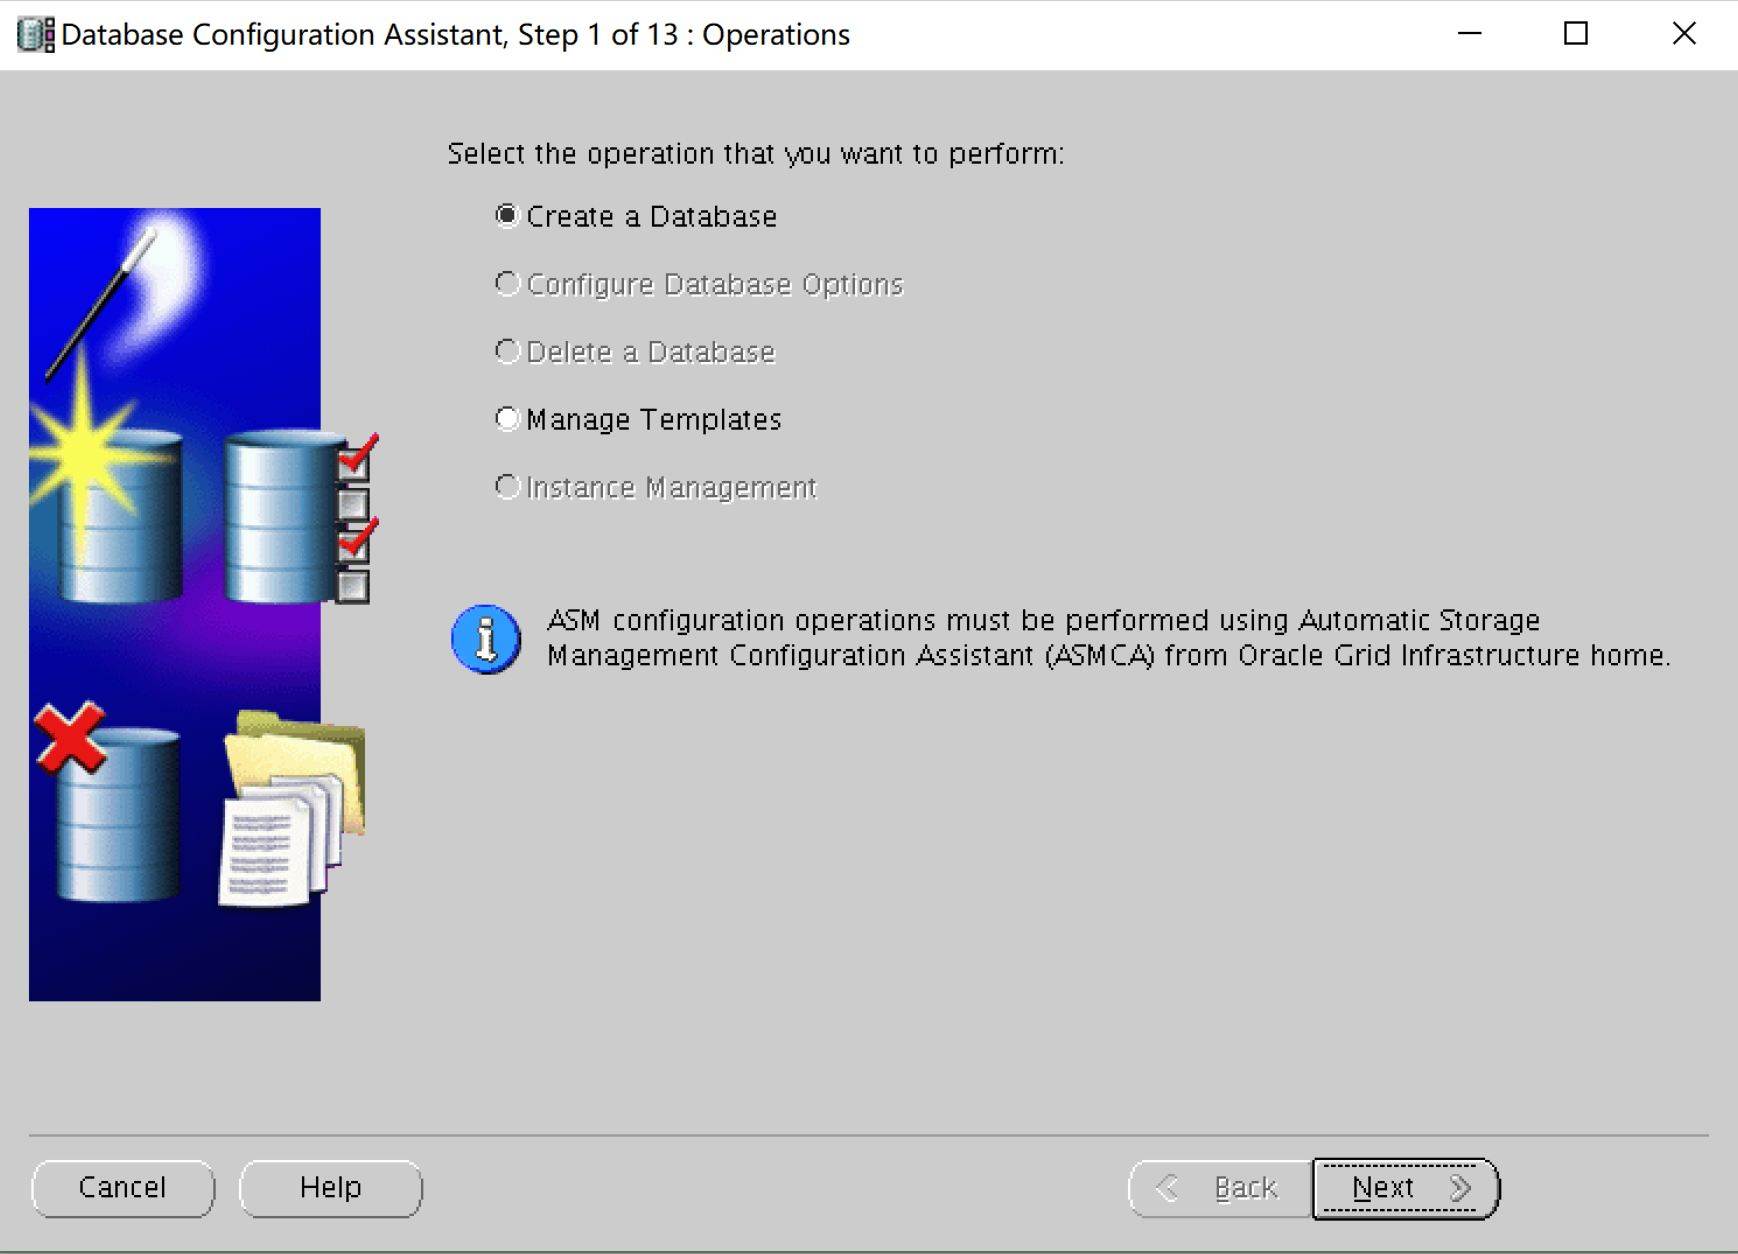 Database Configuration Assistant, Step 1 of 13 : Operations
Select the operation that you want to perform:
Create a Database
Configure Database Options
Delete a Database
Manage Templates
Instance Management
ASM configuration operations must be performed using Automatic Storage
Management Configuration Assistant (ASMCA) from Oracle Grid Infrastructure home.
Cancel
Help
Back
Next